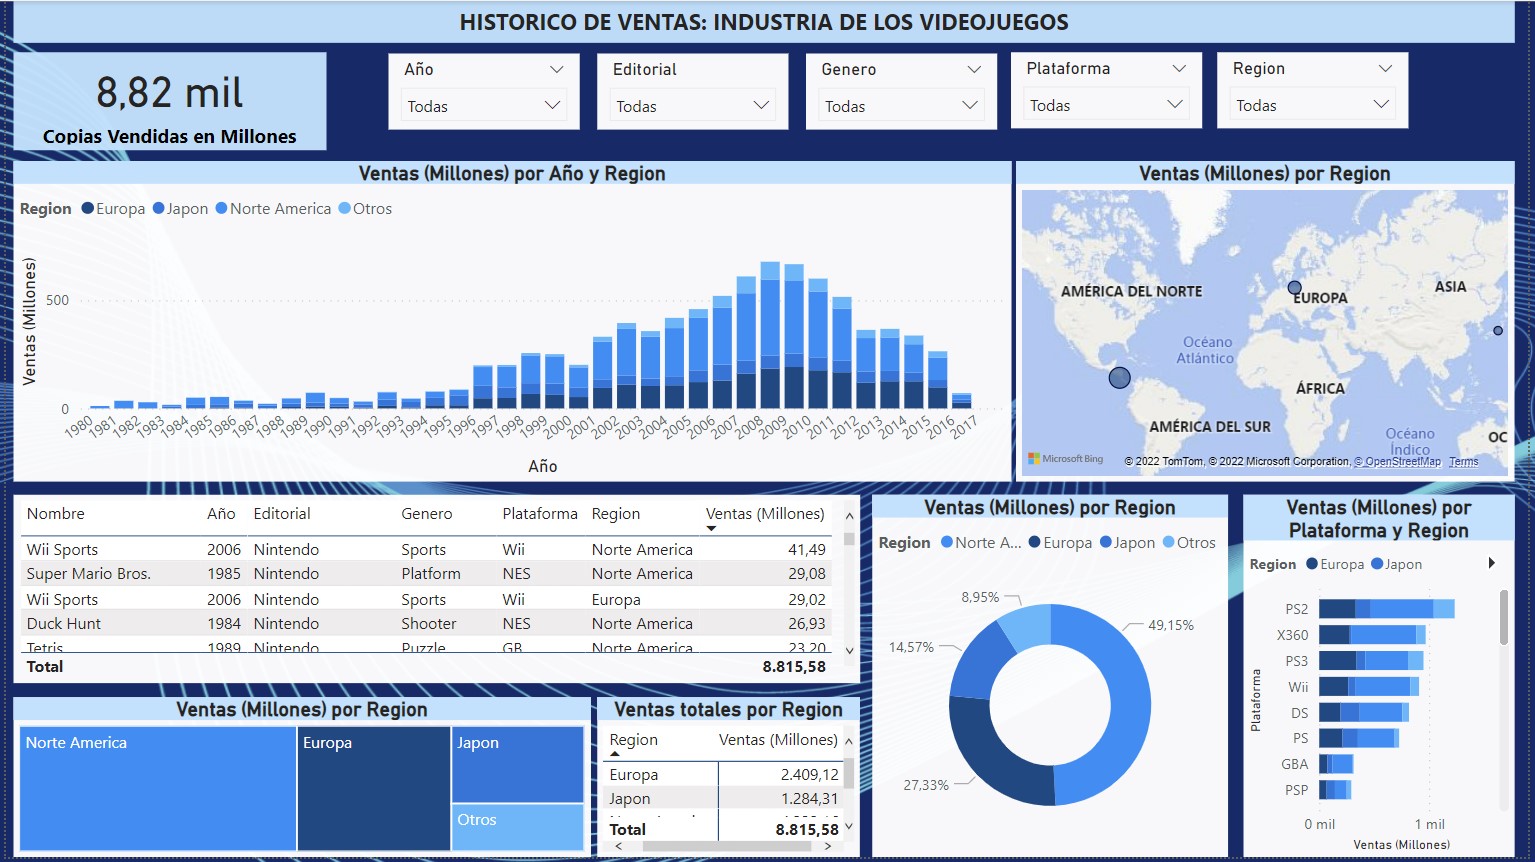 HISTORICO DE VENTAS: INDUSTRIA DE LOS VIDEOJUEGOS
8,82 mil
Copias Vendidas en Millones
Año
Todas
Editorial
Todas
Genero
Todas
Plataforma
Todas
Region
Todas
Ventas (Millones) por Año y Region
Region Europa Japon Norte America Otros
Ventas (Millones)
500
0
1980 1981 1982 1983 1984 1985 1986 1987 1988 1989 1990 1991 1992 1993 1994 1995 1996 1997 1998 1999 2000 2001 2002 2003 2004 2005 2006 2007 2008 2009 2010 2011 2012 2013 2014 2015 2016 2017
Año
Ventas (Millones) por Region
AMÉRICA DEL NORTE
EUROPA
ASIA
Océano
Atlántico
ÁFRICA
AMÉRICA DEL SUR
Océano
Índico
OC
Microsoft Bing
© 2022 TomTom, © 2022 Microsoft Corporation, © OpenStreetMap Terms
Nombre Año Editorial Genero Plataforma Region Ventas (Millones)
Wii Sports 2006 Nintendo Sports Wii Norte America 41,49
Super Mario Bros. 1985 Nintendo Platform NES Norte America 29,08
Wii Sports 2006 Nintendo Sports Wii Europa 29,02
Duck Hunt 1984 Nintendo Shooter NES Norte America 26,93
Tetris 1989 Nintendo Puzzle GB Norte America 23,20
Total 8.815,58
Ventas (Millones) por Region
Norte America
Europa
Japon
Otros
Ventas totales por Region
Region Ventas (Millones)
Europa 2.409,12
Japon 1.284,31
Total 8.815,58
Ventas (Millones) por Region
Region Norte A... Europa Japon Otros
8,95%
49,15%
14,57%
27,33%
Ventas (Millones) por
Plataforma y Region
Region Europa Japon
Plataforma
PS2
X360
PS3
Wii
DS
PS
GBA
PSP
0 mil 1 mil
Ventas (Millones)